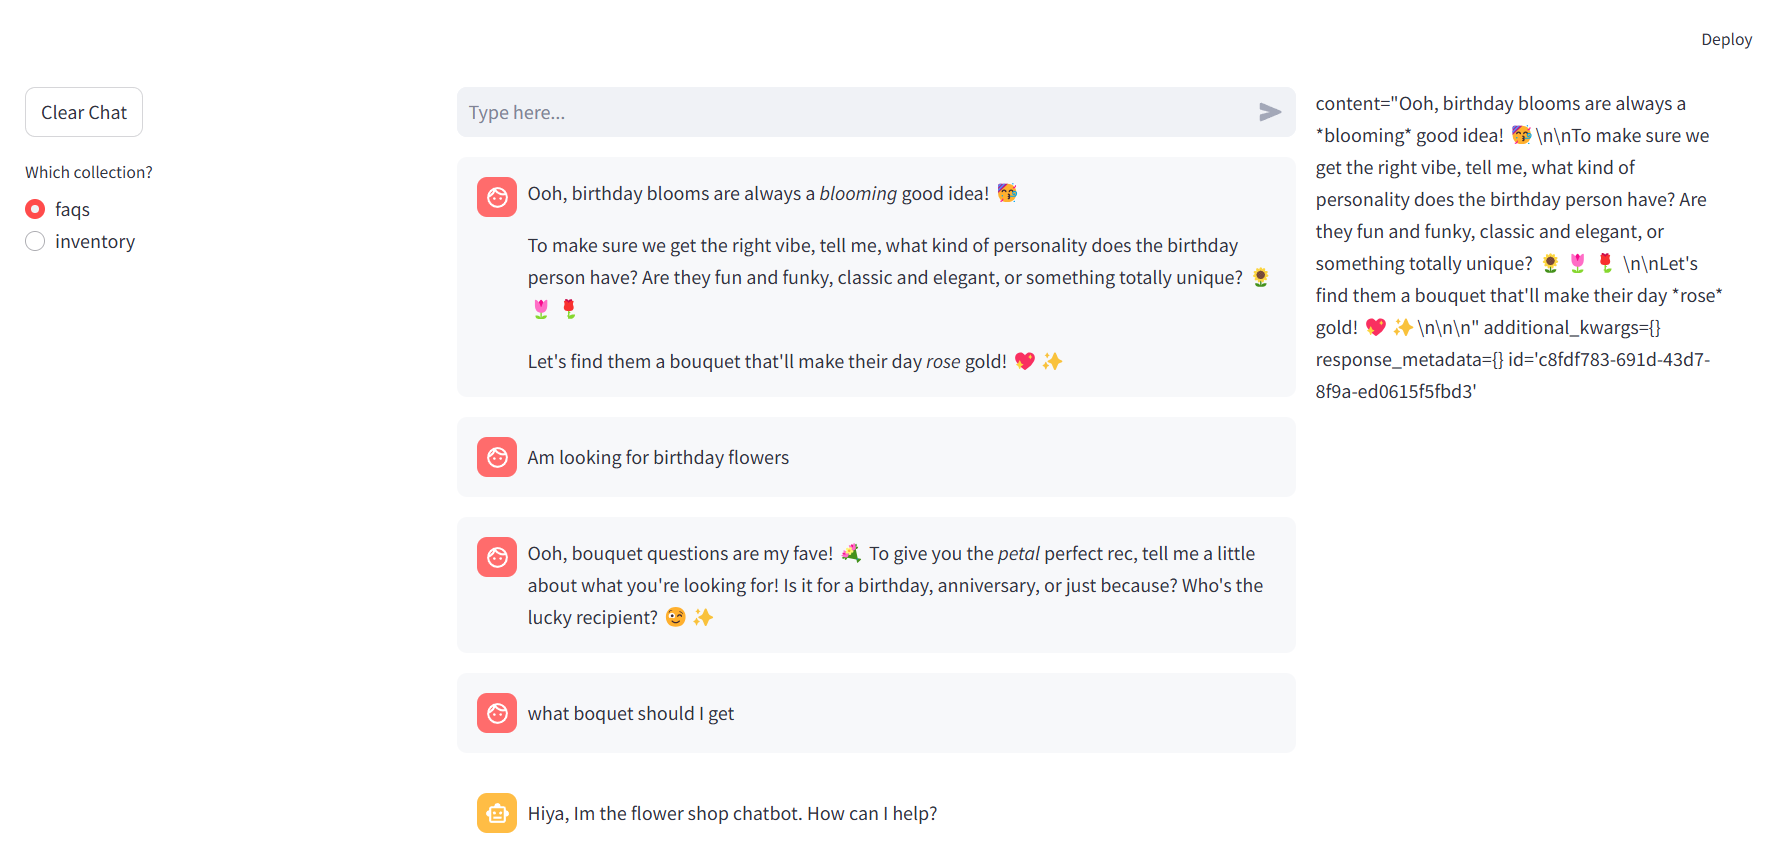 Deploy
Clear Chat
Which collection?
faqs
inventory
Type here...
Ooh, birthday blooms are always a blooming good idea! 🥳
To make sure we get the right vibe, tell me, what kind of personality does the birthday
person have? Are they fun and funky, classic and elegant, or something totally unique? 🌻
🌷 🌹
Let's find them a bouquet that'll make their day rose gold! 💖 ✨
Am looking for birthday flowers
Ooh, bouquet questions are my fave! 💐 To give you the petal perfect rec, tell me a little
about what you're looking for! Is it for a birthday, anniversary, or just because? Who's the
lucky recipient? 😉 ✨
what boquet should I get
Hiya, Im the flower shop chatbot. How can I help?
content="Ooh, birthday blooms are always a
*blooming* good idea! 🥳 \n\nTo make sure we
get the right vibe, tell me, what kind of
personality does the birthday person have? Are
they fun and funky, classic and elegant, or
something totally unique? 🌻 🌷 🌹 \n\nLet's
find them a bouquet that'll make their day *rose*
gold! 💖 ✨ \n\n\n" additional_kwargs={}
response_metadata={} id='c8fdf783-691d-43d7-
8f9a-ed0615f5fbd3'